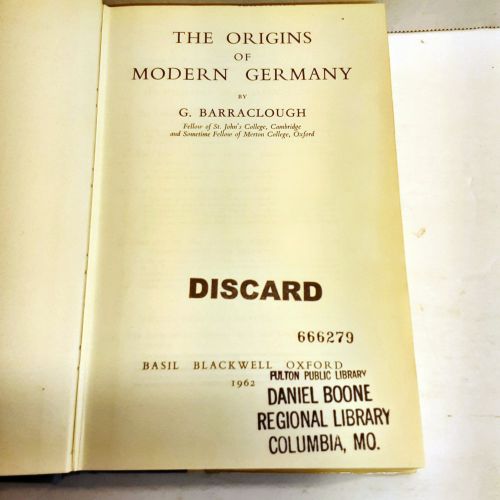 THE ORIGINS
OF
MODERN GERMANY
BY
G. BARRACLOUGH
Fellow of St. John's College, Cambridge
and Sometime Fellow of Merton College, Oxford
DISCARD
666279
BASIL BLACKWELL OXFORD
1962
FULTON PUBLIC LIBRARY
DANIEL BOONE
REGIONAL LIBRARY
COLUMBIA, MO.